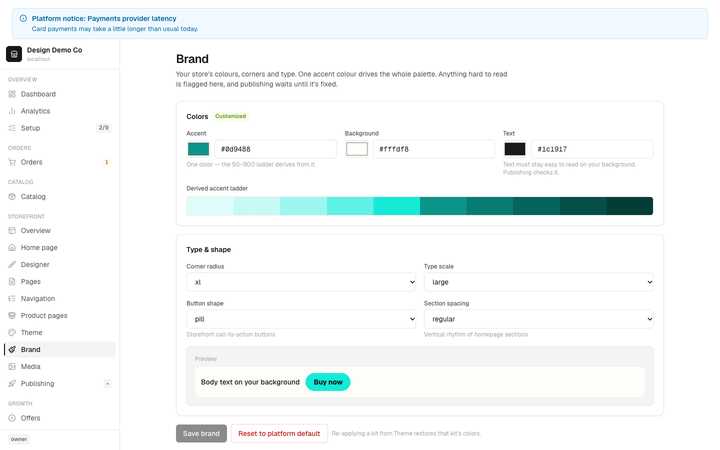 Platform notice: Payments provider latency
Card payments may take a little longer than usual today.
Design Demo Co
localhost
OVERVIEW
Dashboard
Analytics
Setup 2/9
ORDERS
Orders 1
CATALOG
Catalog
STOREFRONT
Overview
Home page
Designer
Pages
Navigation
Product pages
Theme
Brand
Media
Publishing
GROWTH
Offers
owner
Brand
Your store's colours, corners and type. One accent colour drives the whole palette. Anything hard to read
is flagged here, and publishing waits until it's fixed.
Colors Customized
Accent Background Text
#0d9488 #fffdf8 #1c1917
One color — the 50–900 ladder derives from it.
Text must stay easy to read on your background.
Publishing checks it.
Derived accent ladder
Type & shape
Corner radius Type scale
xl large
Button shape Section spacing
pill regular
Storefront call-to-action buttons Vertical rhythm of homepage sections
Preview
Body text on your background Buy now
Save brand Reset to platform default Re-applying a kit from Theme restores that kit's colors.